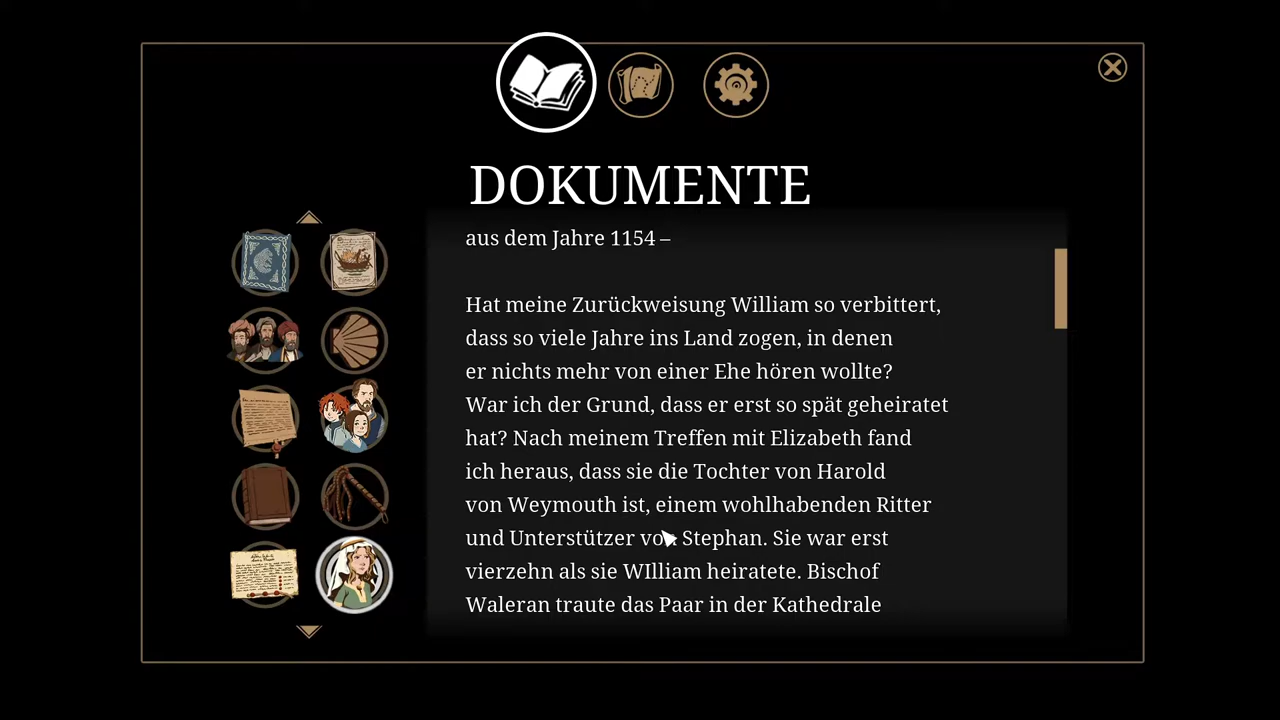 DOKUMENTE
aus dem Jahre 1154 –
Hat meine Zurückweisung William so verbittert,
dass so viele Jahre ins Land zogen, in denen
er nichts mehr von einer Ehe hören wollte?
War ich der Grund, dass er erst so spät geheiratet
hat? Nach meinem Treffen mit Elizabeth fand
ich heraus, dass sie die Tochter von Harold
von Weymouth ist, einem wohlhabenden Ritter
und Unterstützer von Stephan. Sie war erst
vierzehn als sie WIlliam heiratete. Bischof
Waleran traute das Paar in der Kathedrale